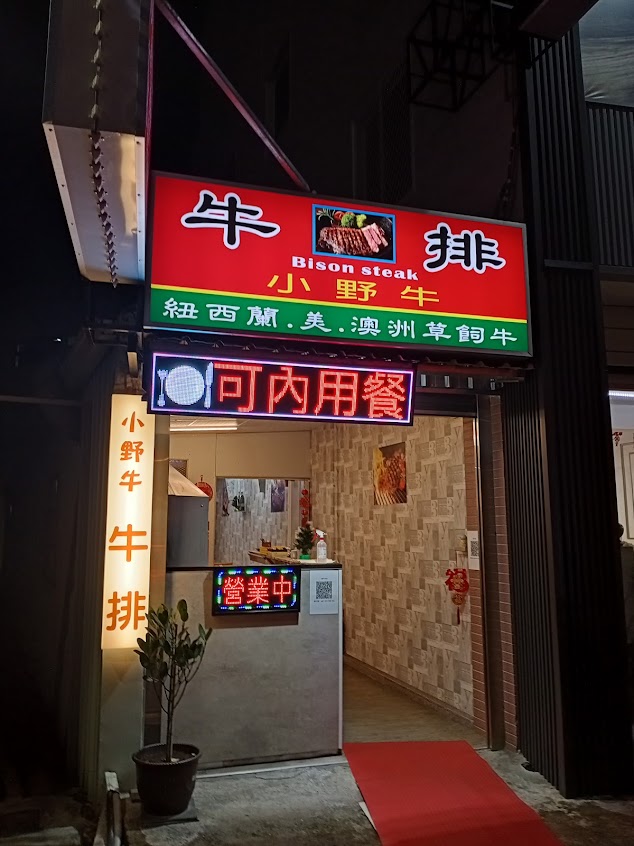 牛排
Bison steak
小野牛
紐西蘭.美.澳洲草飼牛
可內用餐
小野牛
牛排
營業中